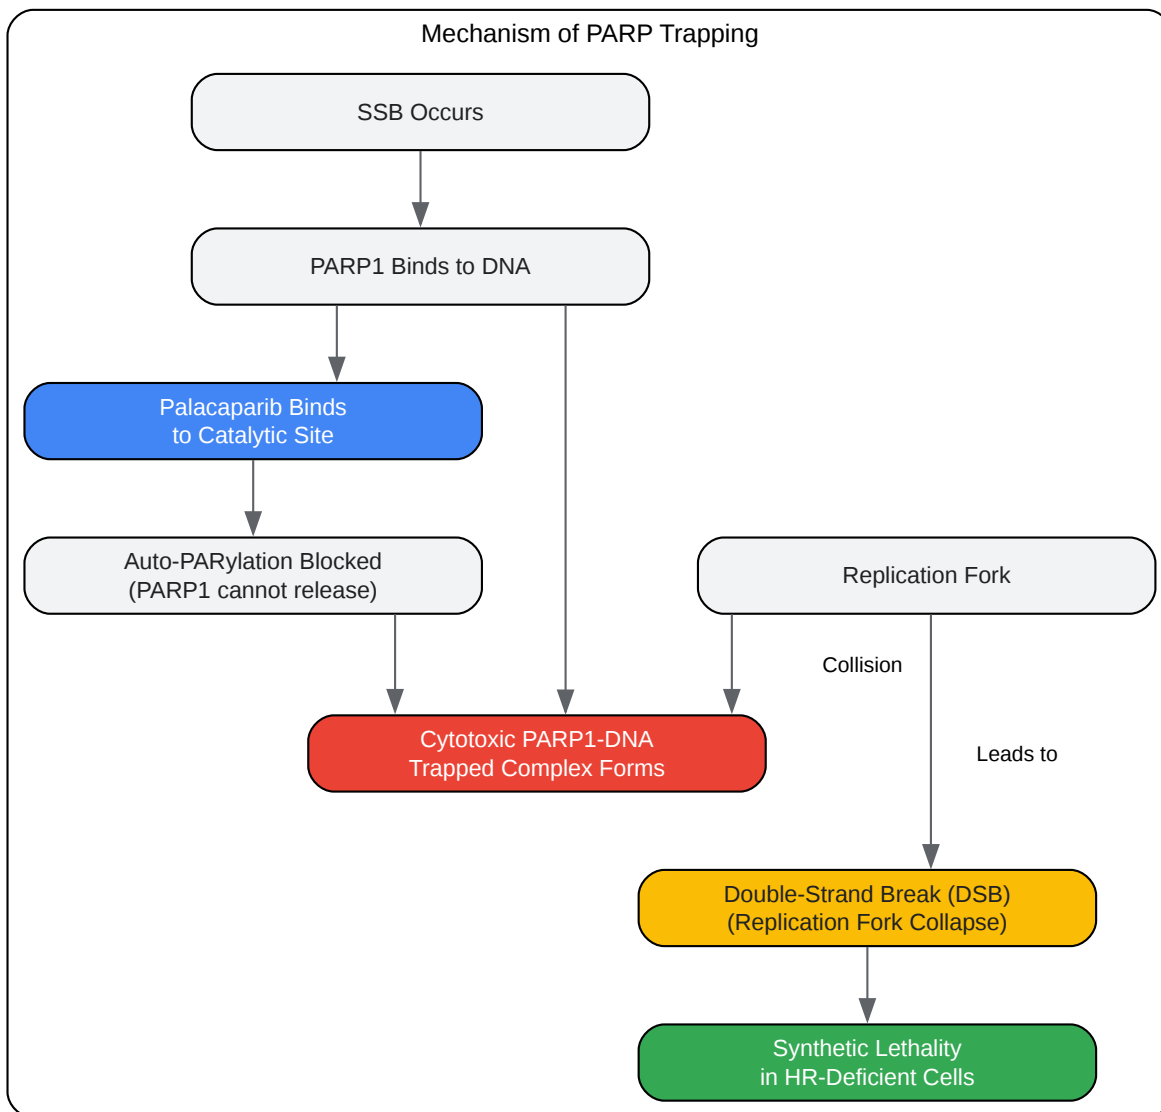 Mechanism of PARP Trapping
SSB Occurs
PARP1 Binds to DNA
Palacaparib Binds
to Catalytic Site
Auto-PARylation Blocked
(PARP1 cannot release)
Replication Fork
Collision
Cytotoxic PARP1-DNA
Trapped Complex Forms
Leads to
Double-Strand Break (DSB)
(Replication Fork Collapse)
Synthetic Lethality
in HR-Deficient Cells